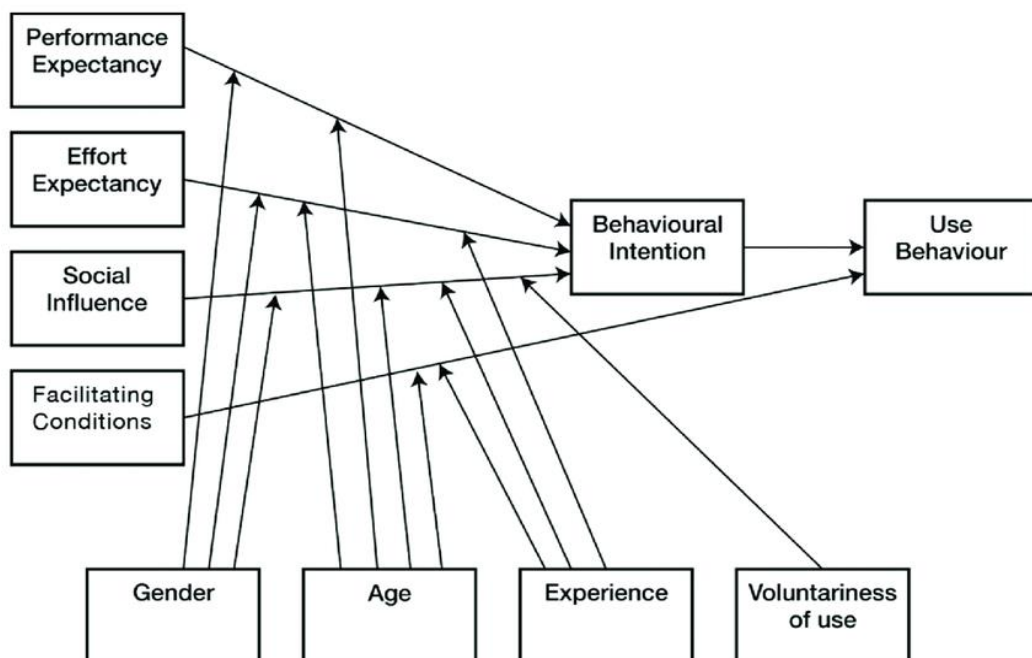 Performance
Expectancy
Effort
Expectancy
Social
Influence
Facilitating
Conditions
Behavioural
Intention
Use
Behaviour
Gender
Age
Experience
Voluntariness
of use